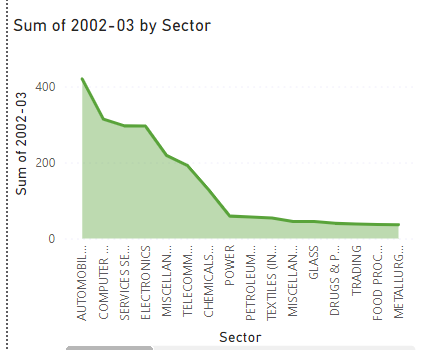 Sum of 2002-03 by Sector
Sum of 2002-03
400
200
0
AUTOMOBIL...
COMPUTER ...
SERVICES SE...
ELECTRONICS
MISCELLAN...
TELECOMM...
CHEMICALS...
POWER
PETROLEUM...
TEXTILES (IN...
MISCELLAN...
GLASS
DRUGS & P...
TRADING
FOOD PROC...
METALLURG...
Sector